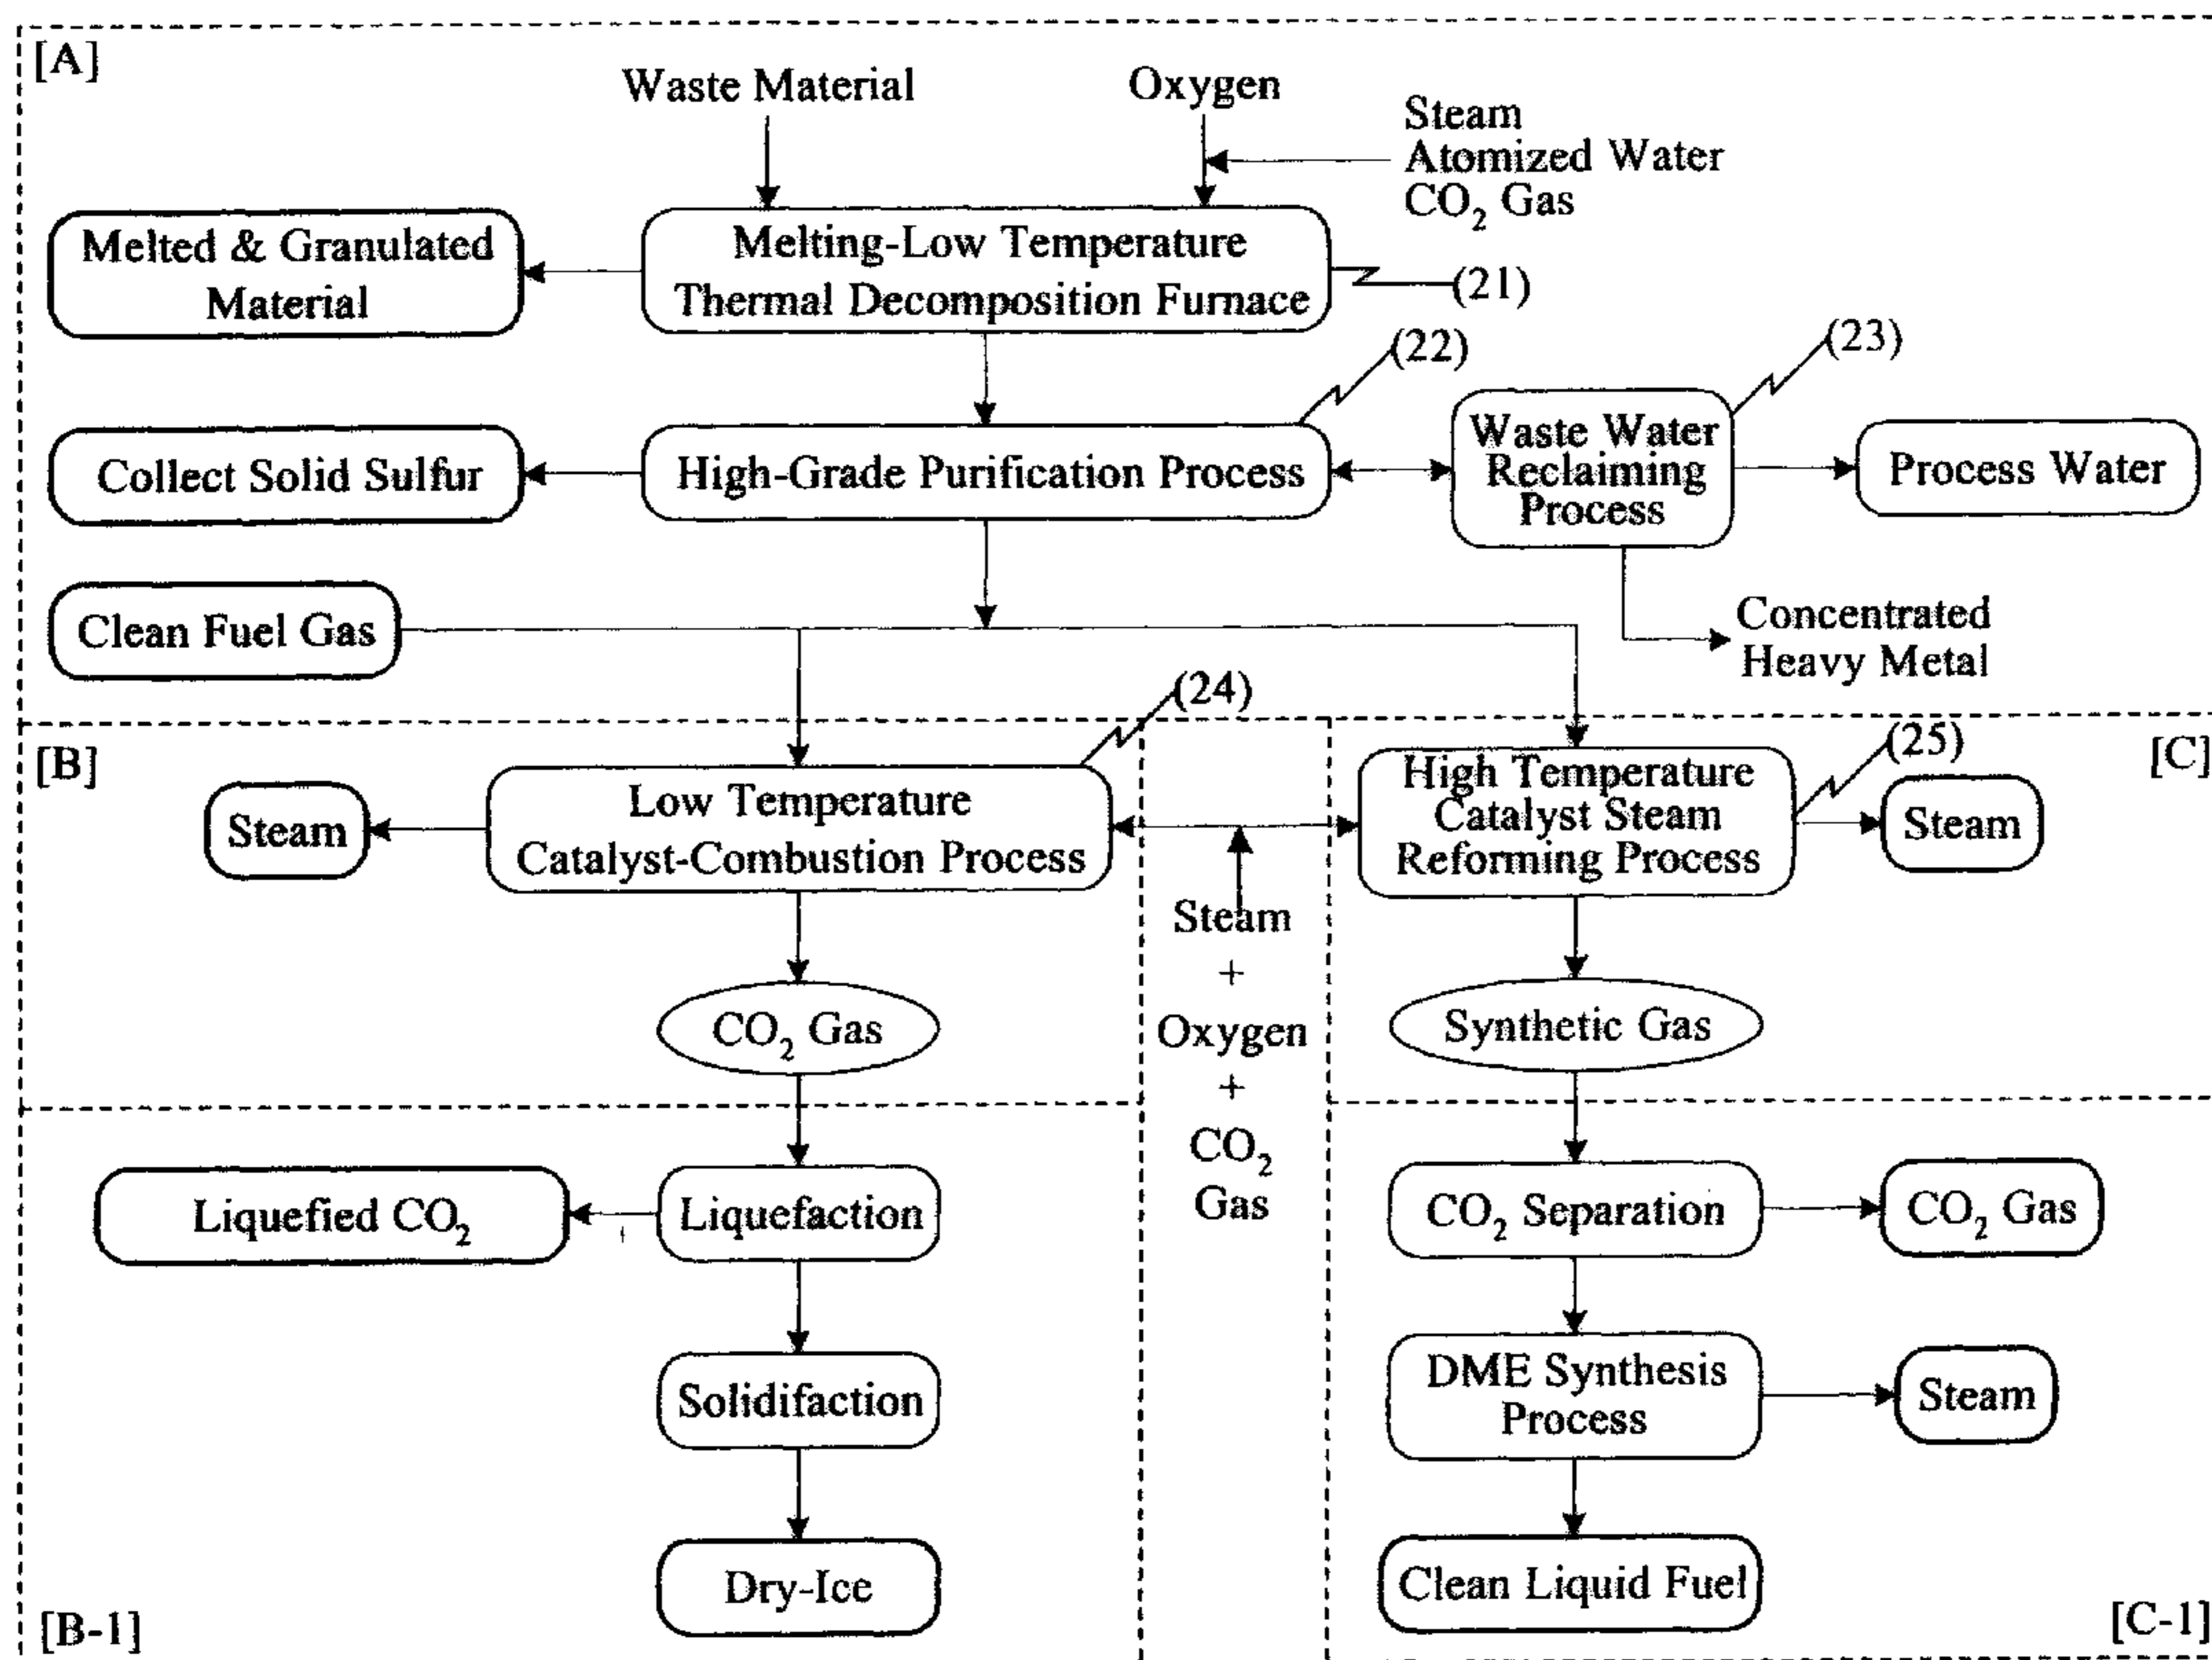 [A]
Waste Material
Oxygen
Steam
Atomized Water
CO₂ Gas
Melted & Granulated
Material
Melting-Low Temperature
Thermal Decomposition Furnace
(21)
(22)
(23)
Collect Solid Sulfur
High-Grade Purification Process
Waste Water
Reclaiming
Process
Process Water
Clean Fuel Gas
Concentrated
Heavy Metal
(24)
[B]
Steam
Low Temperature
Catalyst-Combustion Process
High Temperature
Catalyst Steam
Reforming Process
(25)
[C]
Steam
Steam
+
Oxygen
+
CO₂
Gas
CO₂ Gas
Synthetic Gas
Liquefied CO₂
Liquefaction
CO₂ Separation
CO₂ Gas
Solidifaction
DME Synthesis
Process
Steam
Dry-Ice
Clean Liquid Fuel
[B-1]
[C-1]